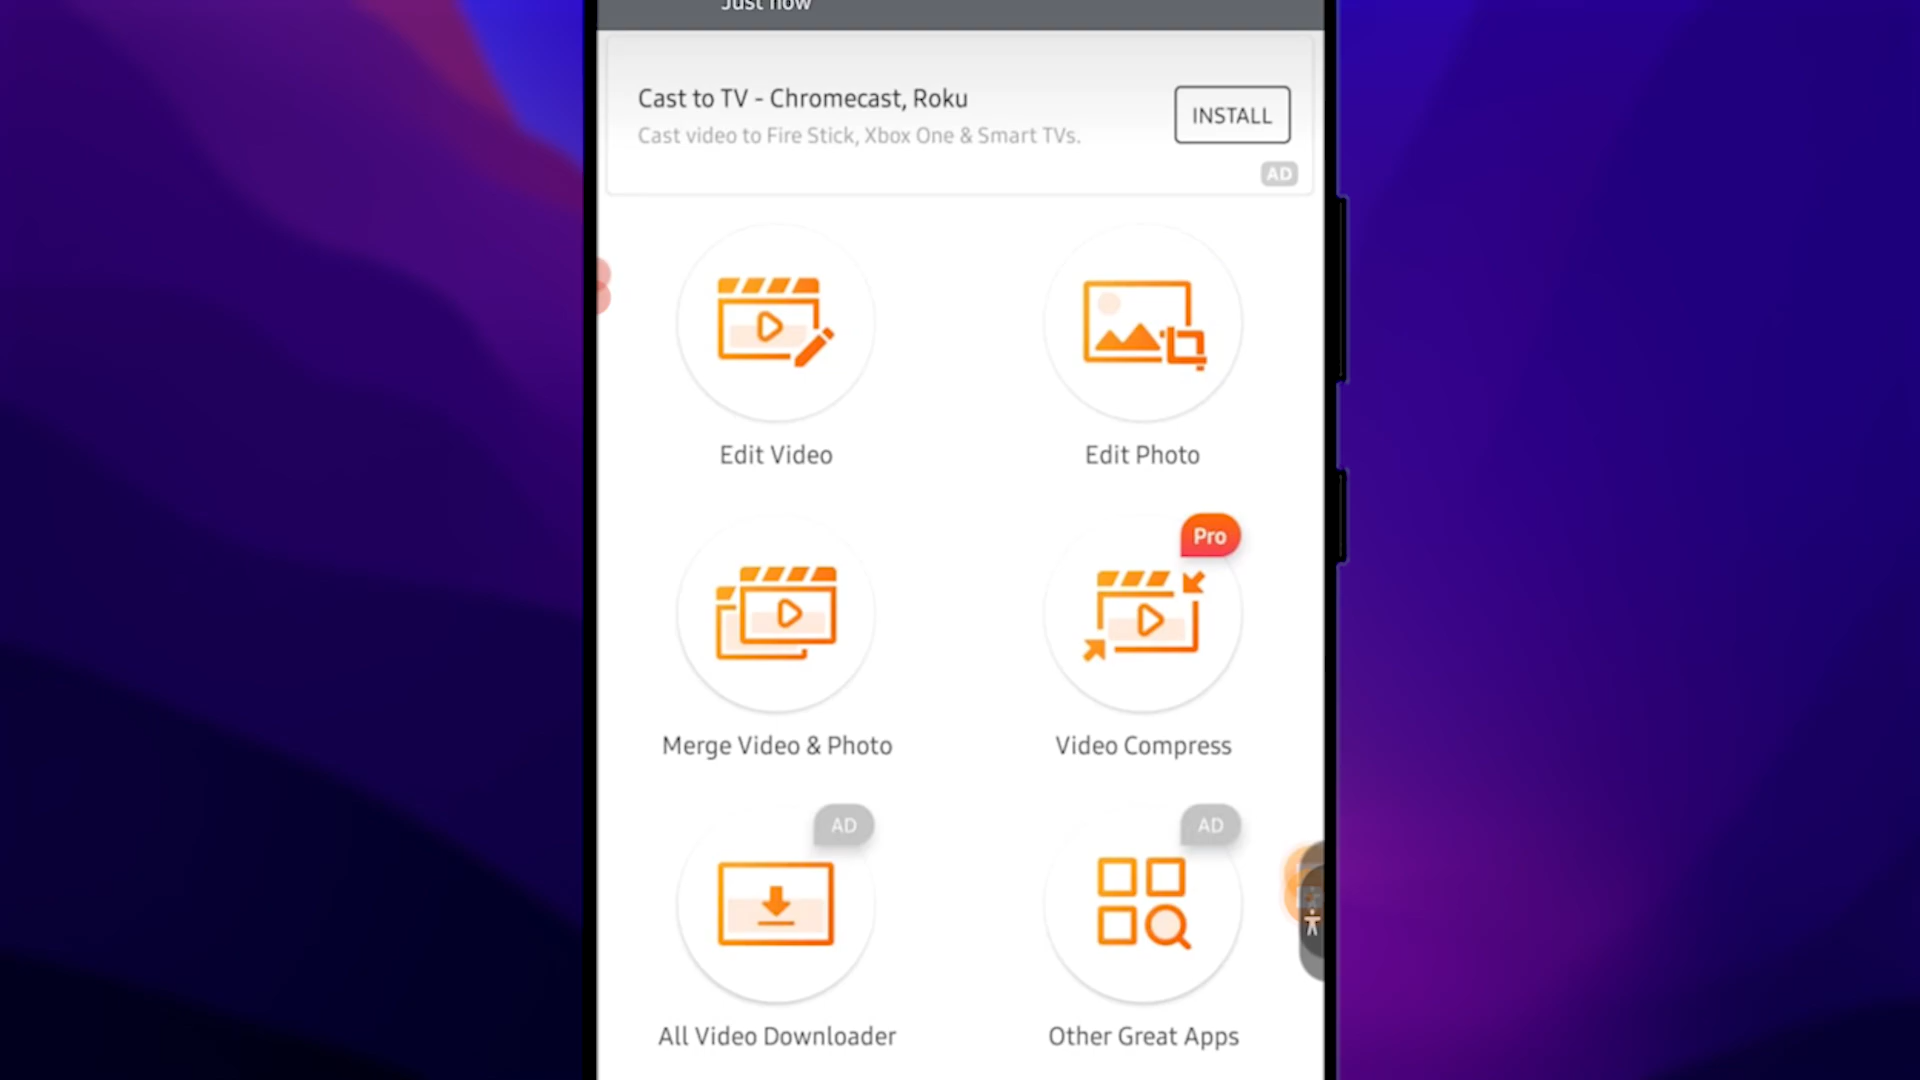 Just now
Cast to TV - Chromecast, Roku
Cast video to Fire Stick, Xbox One & Smart TVs.
INSTALL
AD
Edit Video
Edit Photo
Pro
Merge Video & Photo
Video Compress
AD
AD
All Video Downloader
Other Great Apps